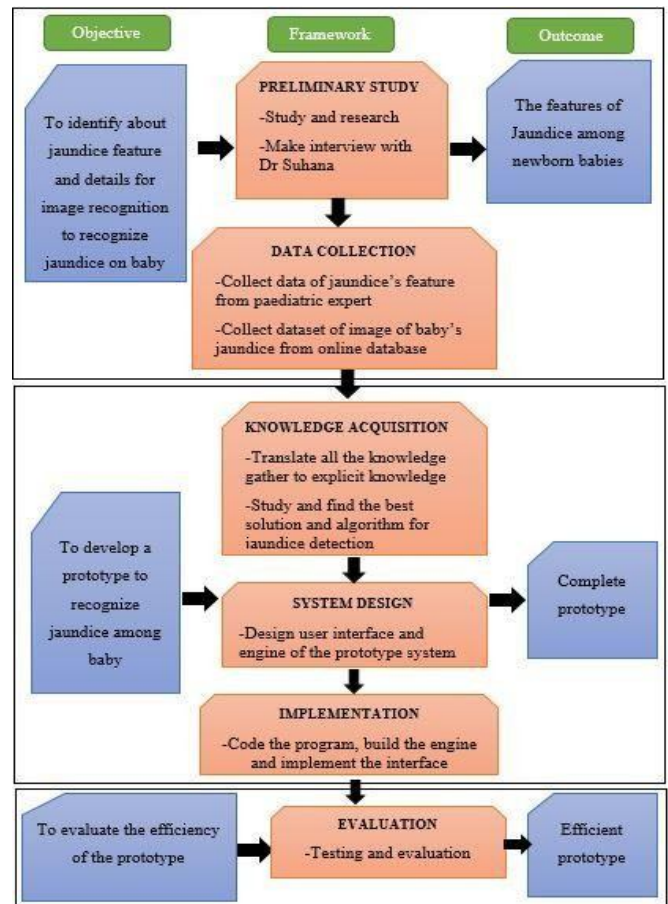 Objective
Framework
Outcome
To identify about
jaundice feature
and details for
image recognition
to recognize
jaundice on baby
PRELIMINARY STUDY
-Study and research
-Make interview with
Dr Suhana
The features of
Jaundice among
newborn babies
DATA COLLECTION
-Collect data of jaundice's feature
from paediatric expert
-Collect dataset of image of baby's
jaundice from online database
KNOWLEDGE ACQUISITION
-Translate all the knowledge
gather to explicit knowledge
-Study and find the best
solution and algorithm for
jaundice detection
To develop a
prototype to
recognize
jaundice among
baby
SYSTEM DESIGN
-Design user interface and
engine of the prototype system
Complete
prototype
IMPLEMENTATION
-Code the program, build the engine
and implement the interface
To evaluate the efficiency
of the prototype
EVALUATION
-Testing and evaluation
Efficient
prototype